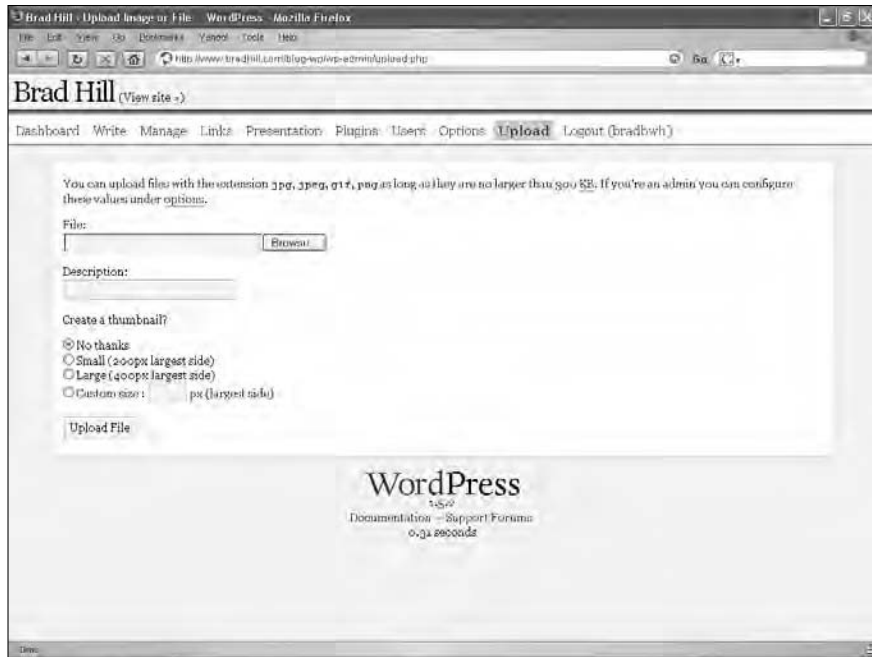 Brad Hill › Upload Image or File — WordPress - Mozilla Firefox
File Edit View Go Bookmarks Yahoo! Tools Help
http://www.bradhill.com/blog-wp/wp-admin/upload.php
Go
Brad Hill (View site »)
Dashboard Write Manage Links Presentation Plugins Users Options Upload Logout (bradbwh)
You can upload files with the extension jpg, jpeg, gif, png as long as they are no larger than 300 KB. If you're an admin you can configure
these values under options.
File:
Browse...
Description:
Create a thumbnail?
No thanks
Small (200px largest side)
Large (400px largest side)
Custom size : px (largest side)
Upload File
WordPress
1.5.2
Documentation — Support Forums
0.31 seconds
Done